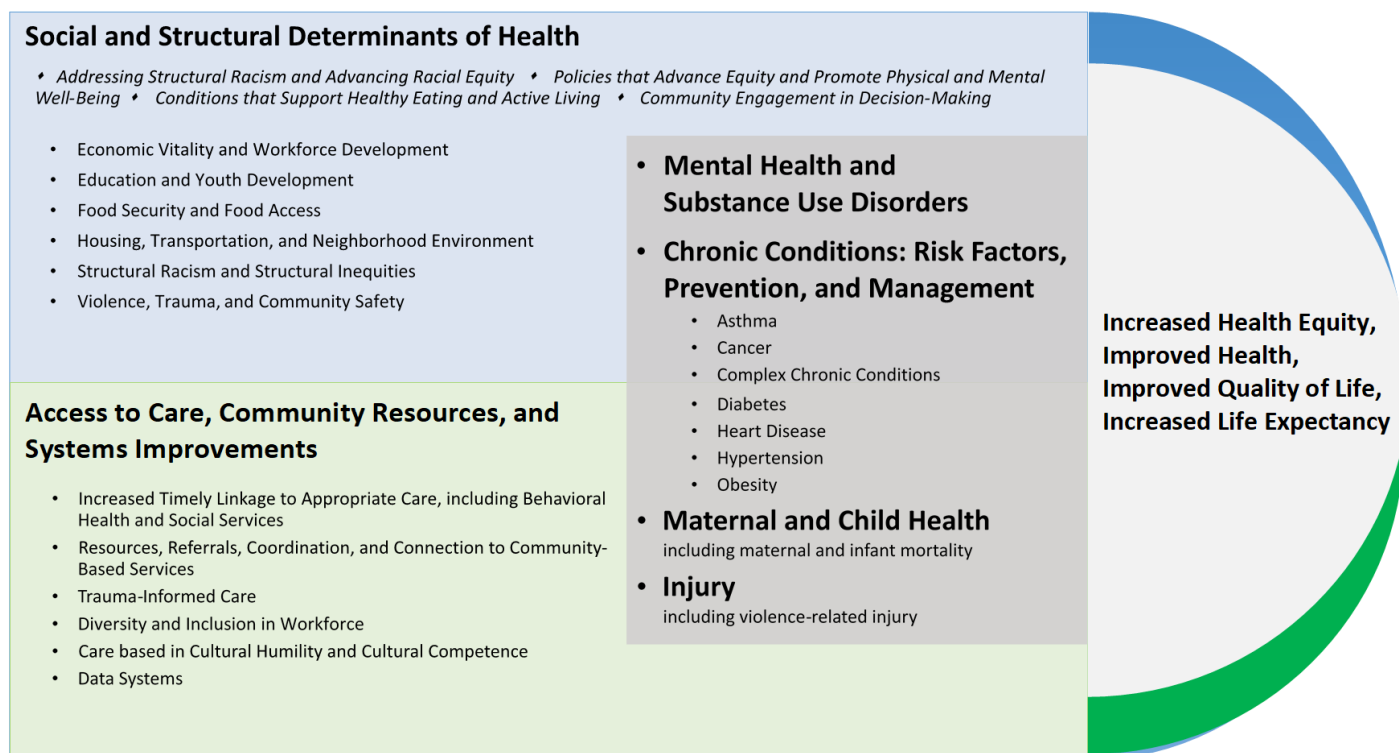 Social and Structural Determinants of Health
⬧ Addressing Structural Racism and Advancing Racial Equity ⬧ Policies that Advance Equity and Promote Physical and Mental
Well-Being ⬧ Conditions that Support Healthy Eating and Active Living ⬧ Community Engagement in Decision-Making
• Economic Vitality and Workforce Development
• Education and Youth Development
• Food Security and Food Access
• Housing, Transportation, and Neighborhood Environment
• Structural Racism and Structural Inequities
• Violence, Trauma, and Community Safety
Access to Care, Community Resources, and
Systems Improvements
• Increased Timely Linkage to Appropriate Care, including Behavioral
Health and Social Services
• Resources, Referrals, Coordination, and Connection to Community-
Based Services
• Trauma-Informed Care
• Diversity and Inclusion in Workforce
• Care based in Cultural Humility and Cultural Competence
• Data Systems
• Mental Health and
Substance Use Disorders
• Chronic Conditions: Risk Factors,
Prevention, and Management
• Asthma
• Cancer
• Complex Chronic Conditions
• Diabetes
• Heart Disease
• Hypertension
• Obesity
• Maternal and Child Health
including maternal and infant mortality
• Injury
including violence-related injury
Increased Health Equity,
Improved Health,
Improved Quality of Life,
Increased Life Expectancy